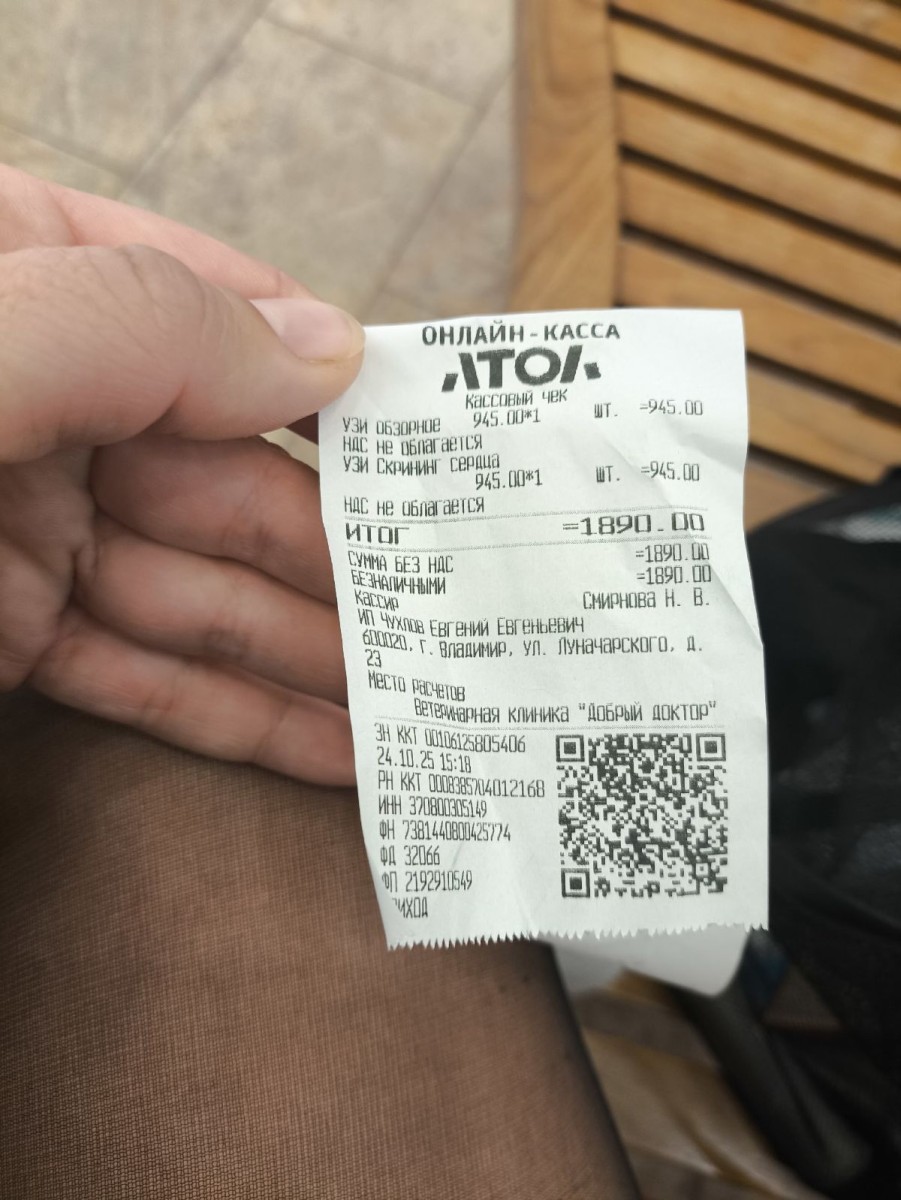 ОНЛАЙН-КАССА
АТОЛ
Кассовый чек
УЗИ ОБЗОРНОЕ 945.00*1 ШТ. =945.00
НДС не облагается
УЗИ Скрининг сердца
945.00*1 ШТ. =945.00
НДС не облагается
ИТОГ =1890.00
СУММА БЕЗ НДС =1890.00
БЕЗНАЛИЧНЫМИ =1890.00
Кассир Смирнова Н. В.
ИП Чухлов Евгений Евгеньевич
600020, г. Владимир, ул. Луначарского, д.
23
Место расчетов
Ветеринарная клиника "ДОБРЫЙ ДОКТОР"
ЗН ККТ 00106125805406
24.10.25 15:18
РН ККТ 0008385704012168
ИНН 370800305149
ФН 7381440800425774
ФД 32066
ФП 2192910549